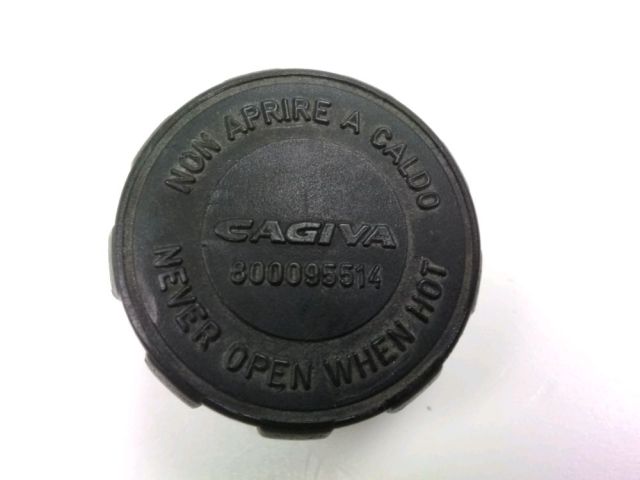 NON APRIRE A CALDO
CAGIVA
800095514
NEVER OPEN WHEN HOT